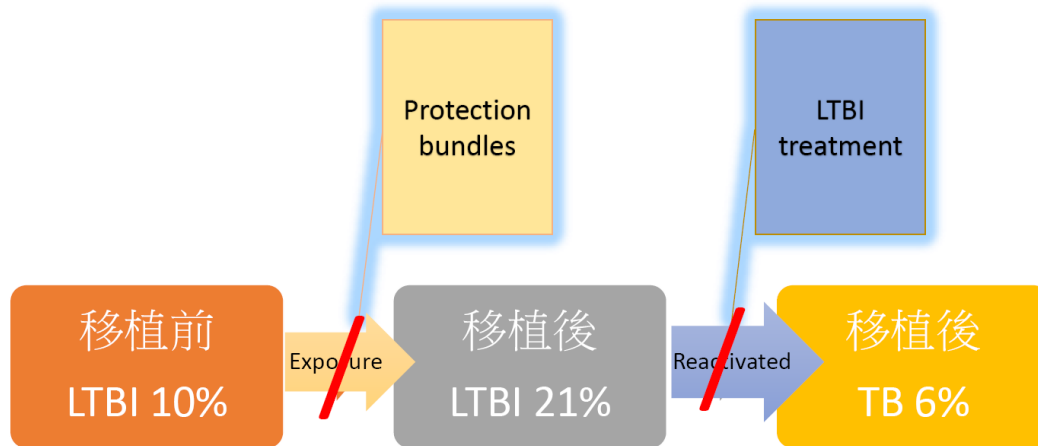 Protection
bundles
LTBI
treatment
移植前
LTBI 10%
Exposure
移植後
LTBI 21%
Reactivated
移植後
TB 6%